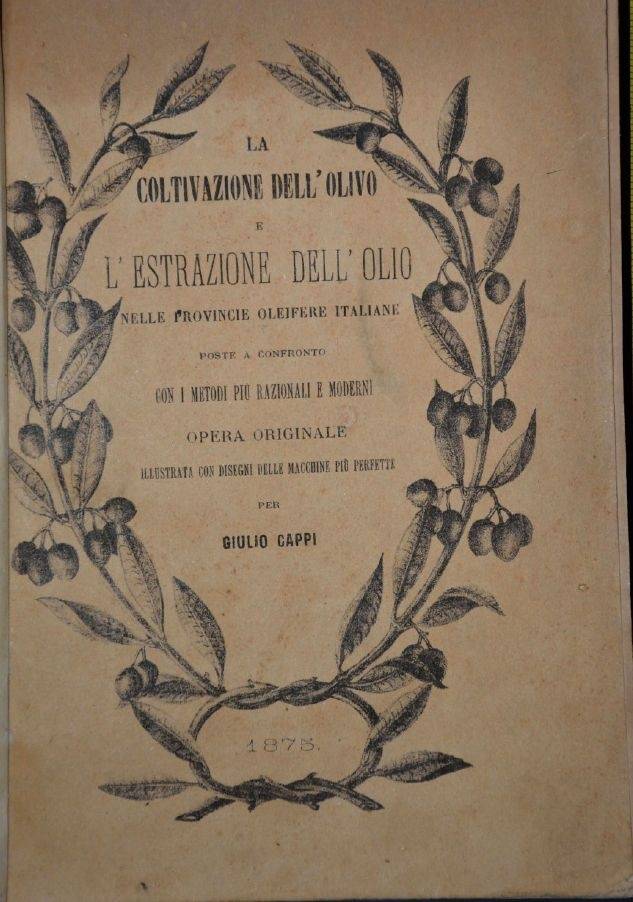 LA
COLTIVAZIONE DELL'OLIVO
E
L'ESTRAZIONE DELL'OLIO
NELLE PROVINCIE OLEIFERE ITALIANE
POSTE A CONFRONTO
CON I METODI PIÙ RAZIONALI E MODERNI
OPERA ORIGINALE
ILLUSTRATA CON DISEGNI DELLE MACCHINE PIÙ PERFETTE
PER
GIULIO CAPPI
1875.